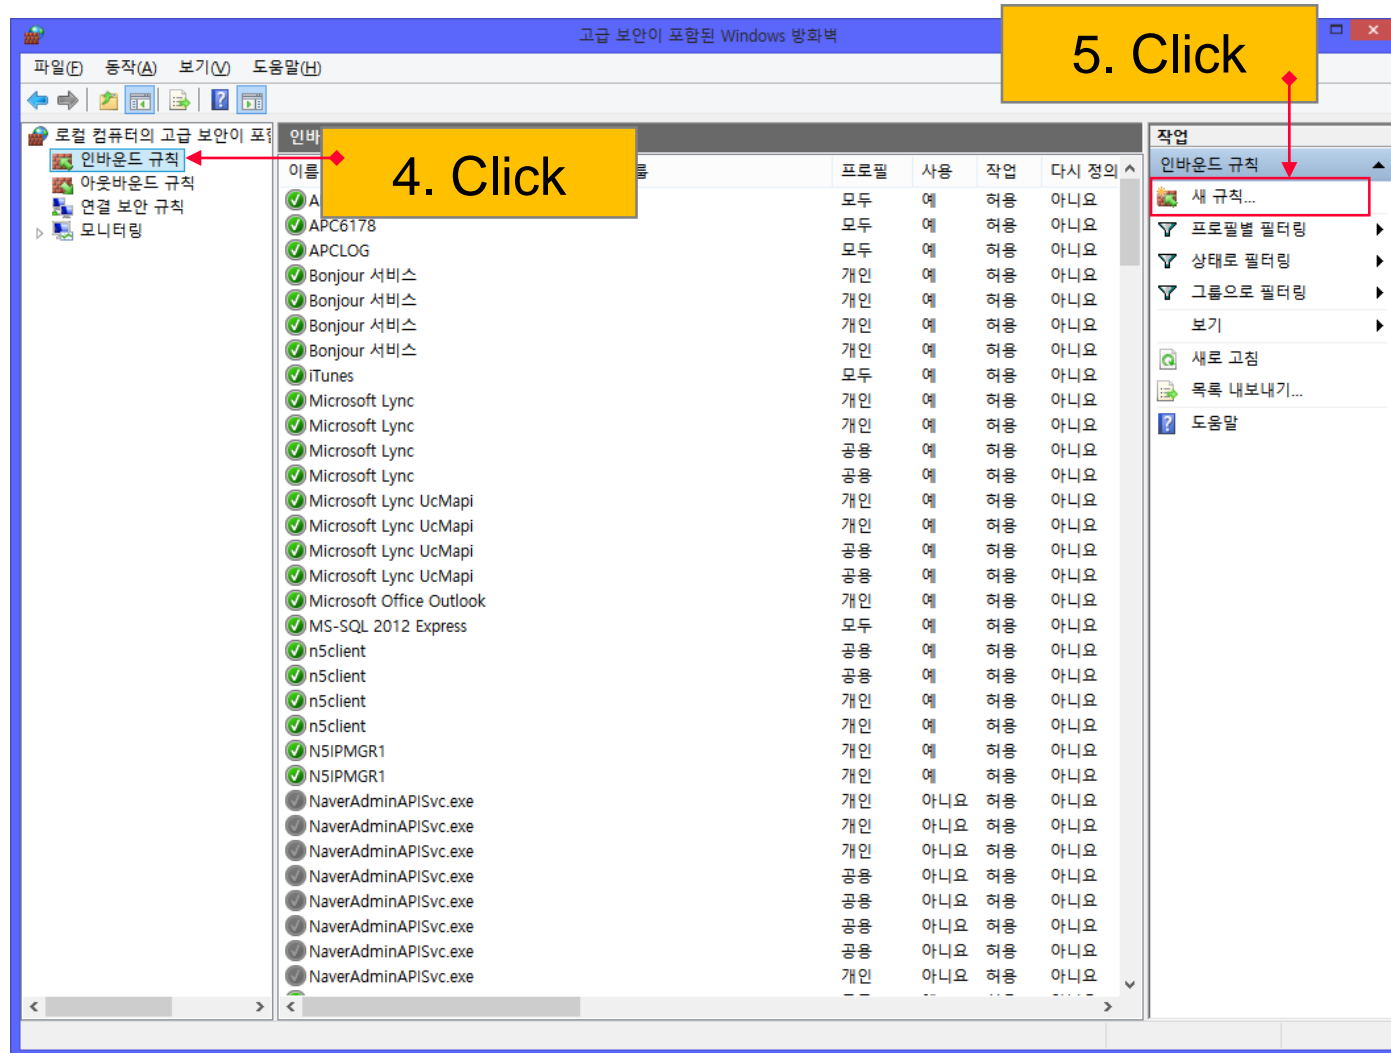 고급 보안이 포함된 Windows 방화벽
5. Click
파일(F) 동작(A) 보기(V) 도움말(H)
로컬 컴퓨터의 고급 보안이
인바운드 규칙
아웃바운드 규칙
연결 보안 규칙
모니터링
4. Click
프로필 사용 작업 다시 정의
모두 예 허용 아니요
APC6178 모두 예 허용 아니요
APCLOG 모두 예 허용 아니요
Bonjour 서비스 개인 예 허용 아니요
Bonjour 서비스 개인 예 허용 아니요
Bonjour 서비스 개인 예 허용 아니요
Bonjour 서비스 개인 예 허용 아니요
iTunes 모두 예 허용 아니요
Microsoft Lync 개인 예 허용 아니요
Microsoft Lync 개인 예 허용 아니요
Microsoft Lync 공용 예 허용 아니요
Microsoft Lync 공용 예 허용 아니요
Microsoft Lync UcMapi 개인 예 허용 아니요
Microsoft Lync UcMapi 개인 예 허용 아니요
Microsoft Lync UcMapi 공용 예 허용 아니요
Microsoft Lync UcMapi 공용 예 허용 아니요
Microsoft Office Outlook 개인 예 허용 아니요
MS-SQL 2012 Express 모두 예 허용 아니요
n5client 공용 예 허용 아니요
n5client 공용 예 허용 아니요
n5client 개인 예 허용 아니요
n5client 개인 예 허용 아니요
N5IPMGR1 개인 예 허용 아니요
N5IPMGR1 개인 예 허용 아니요
NaverAdminAPISvc.exe 개인 아니요 허용 아니요
NaverAdminAPISvc.exe 개인 아니요 허용 아니요
NaverAdminAPISvc.exe 개인 아니요 허용 아니요
NaverAdminAPISvc.exe 공용 아니요 허용 아니요
NaverAdminAPISvc.exe 공용 아니요 허용 아니요
NaverAdminAPISvc.exe 공용 아니요 허용 아니요
NaverAdminAPISvc.exe 공용 아니요 허용 아니요
NaverAdminAPISvc.exe 개인 아니요 허용 아니요
작업
인바운드 규칙
새 규칙...
프로필별 필터링
상태로 필터링
그룹으로 필터링
보기
새로 고침
목록 내보내기...
도움말